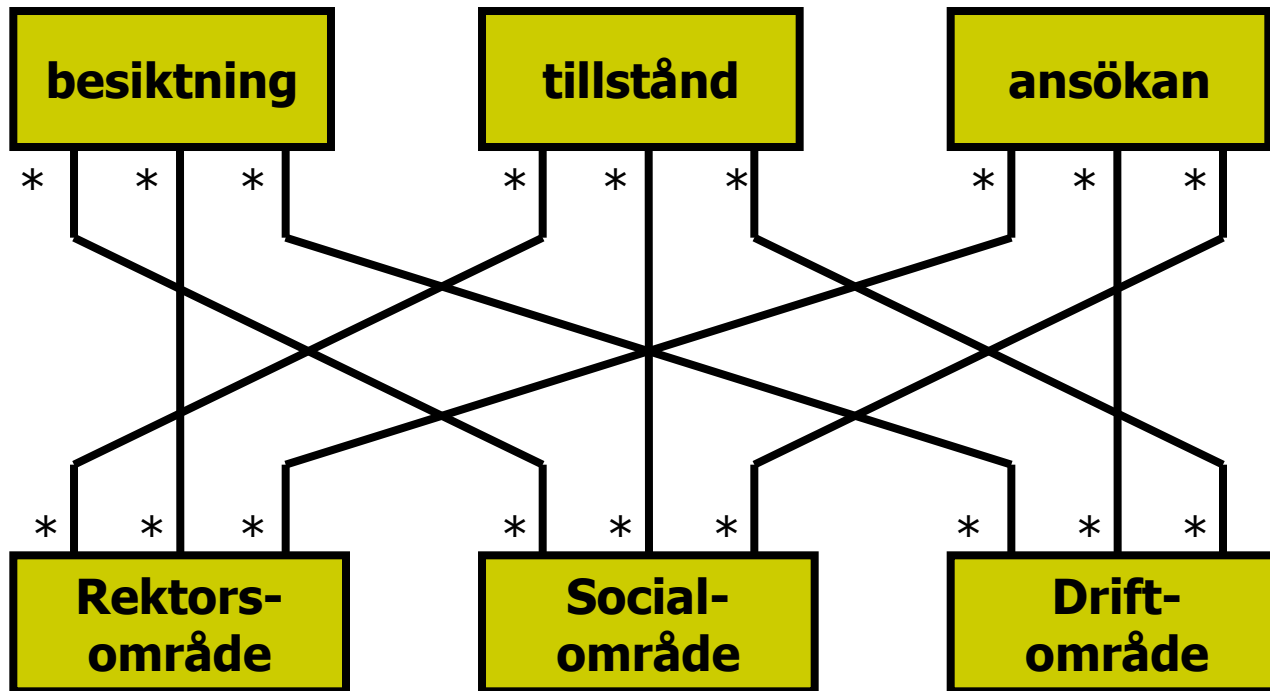 besiktning tillstånd ansökan
* * * * * * * * *
* * * * * * * * *
Rektors- Social- Drift-
område område område